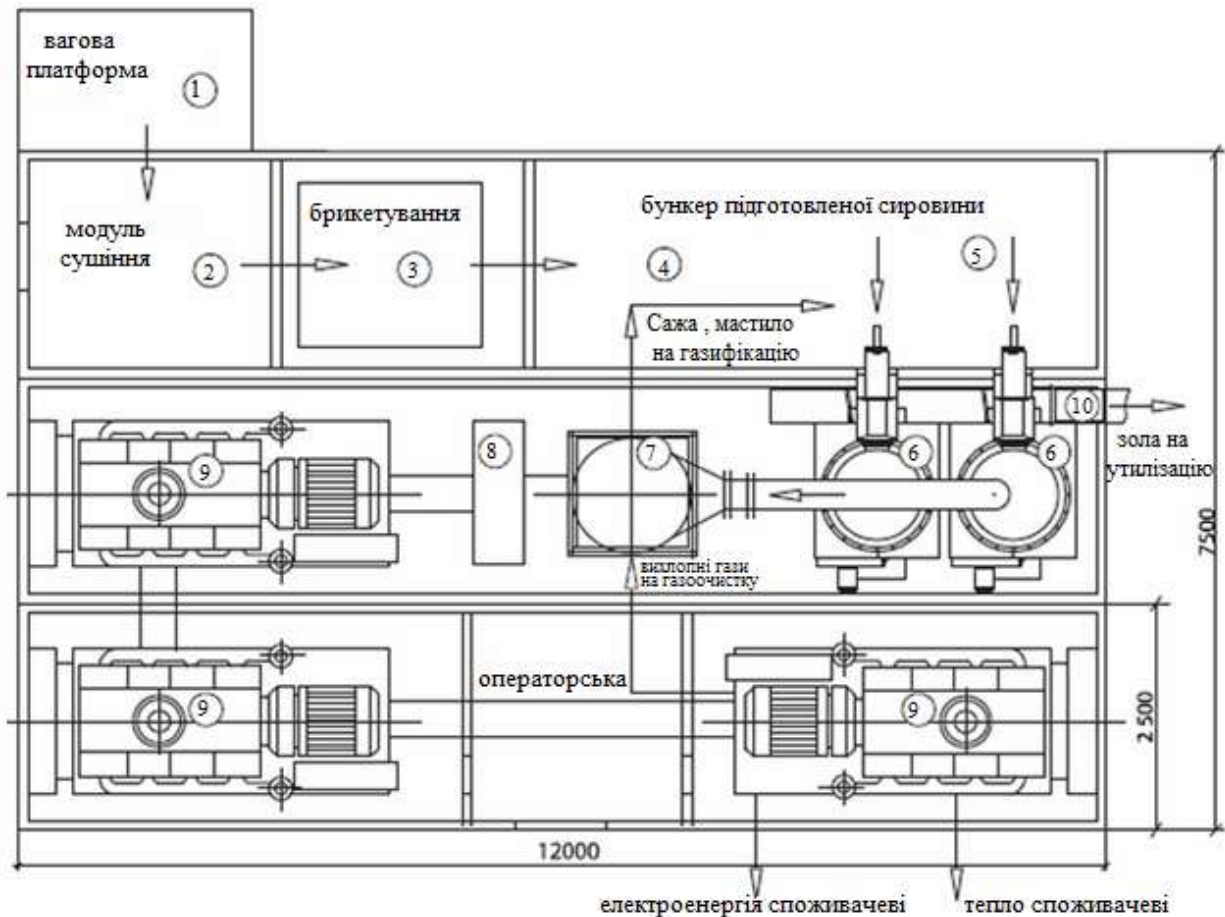 вагова
платформа
1
модуль
сушіння
2
брикетування
3
бункер підготовленої сировини
4
5
Сажа , мастило
на газифікацію
10
зола на
утилізацію
9
8
7
6
6
вихлопні гази
на газоочистку
7500
операторська
9
9
2 500
12000
електроенергія споживачеві
тепло споживачеві